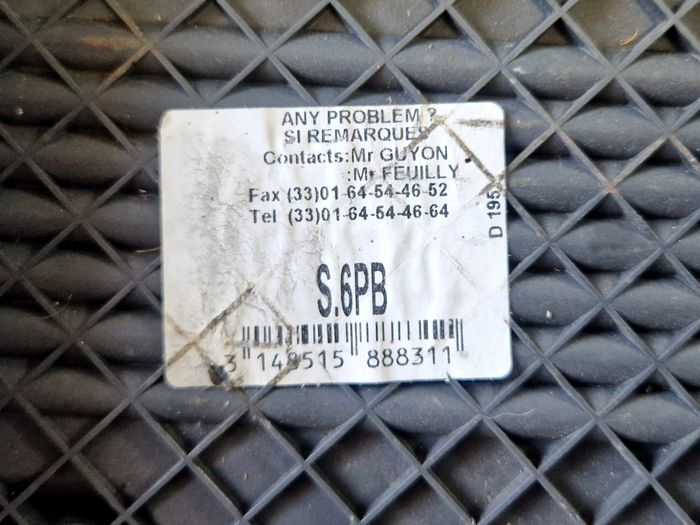 ANY PROBLEM ?
SI REMARQUES
Contacts:Mr GUYON
:Mr FEUILLY
Fax (33)01-64-54-46-52
Tel (33)01-64-54-46-64
D 195
S.6PB
3 148515 888311